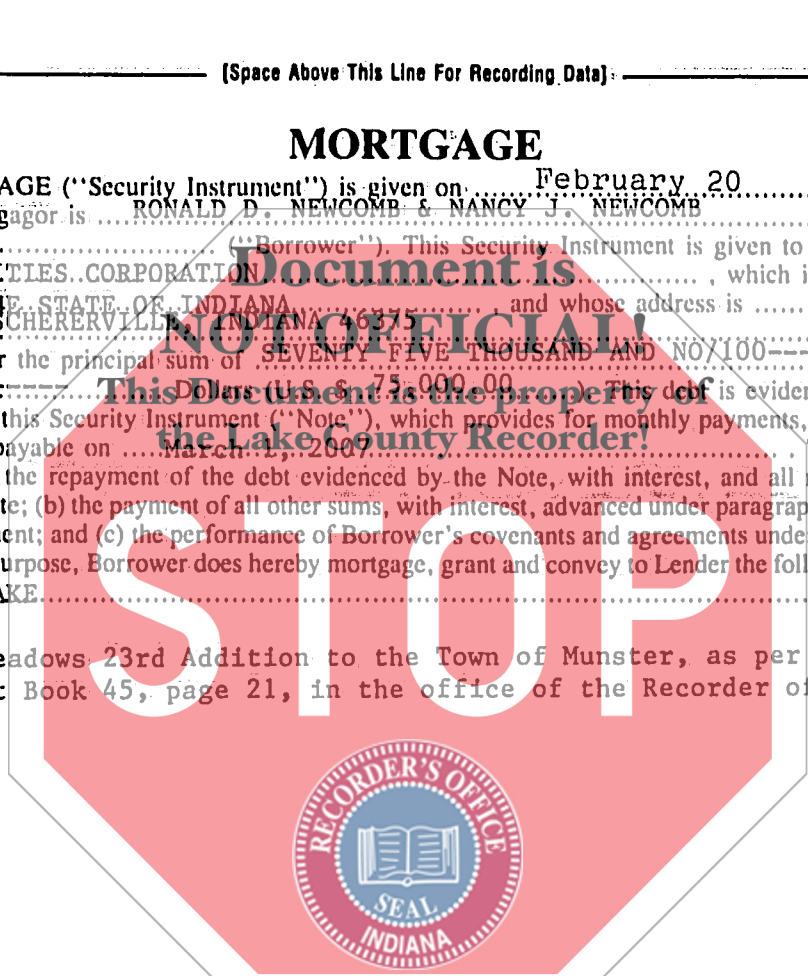 [Space Above This Line For Recording Data]
MORTGAGE
AGE ("Security Instrument") is given on February 20
gagor is RONALD D. NEWCOMB & NANCY J. NEWCOMB
("Borrower"). This Security Instrument is given to
TIES CORPORATION , which i
E STATE OF INDIANA and whose address is
SCHERERVILLE, INDIANA 46375
r the principal sum of SEVENTY FIVE THOUSAND AND NO/100---
Dollars (U.S. $ 75,000.00 ). This debt is eviden
this Security Instrument ("Note"), which provides for monthly payments,
payable on March 1, 2007
the repayment of the debt evidenced by the Note, with interest, and all
te; (b) the payment of all other sums, with interest, advanced under paragrap
ent; and (c) the performance of Borrower's covenants and agreements unde
urpose, Borrower does hereby mortgage, grant and convey to Lender the foll
AKE
eadows 23rd Addition to the Town of Munster, as per
t Book 45, page 21, in the office of the Recorder of
Document is
NOT OFFICIAL!
This Document is the property of
the Lake County Recorder!
STOP
RECORDER'S OFFICE
SEAL
INDIANA